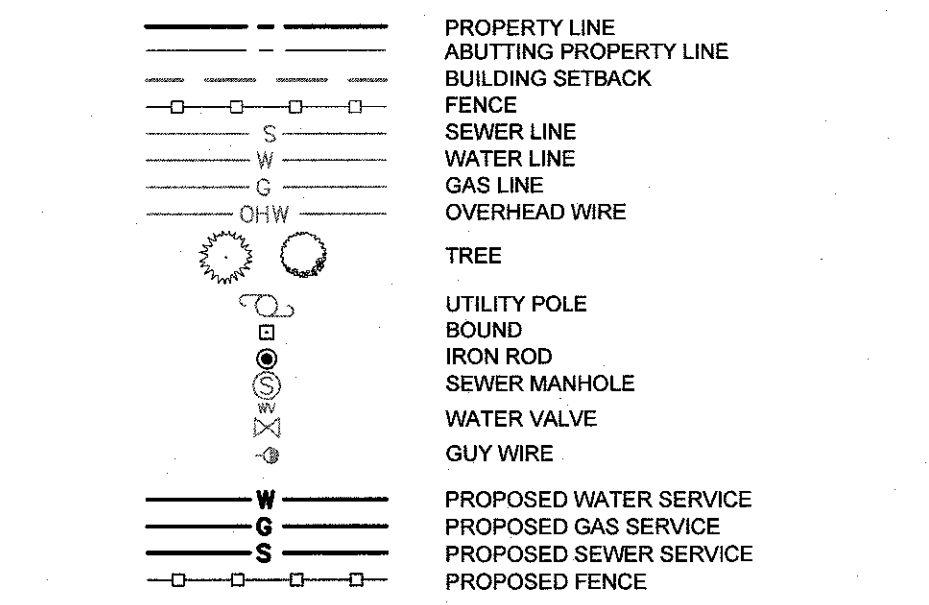 PROPERTY LINE
ABUTTING PROPERTY LINE
BUILDING SETBACK
FENCE
S SEWER LINE
W WATER LINE
G GAS LINE
OHW OVERHEAD WIRE
TREE
UTILITY POLE
BOUND
IRON ROD
S SEWER MANHOLE
WV
WATER VALVE
GUY WIRE
W PROPOSED WATER SERVICE
G PROPOSED GAS SERVICE
S PROPOSED SEWER SERVICE
PROPOSED FENCE